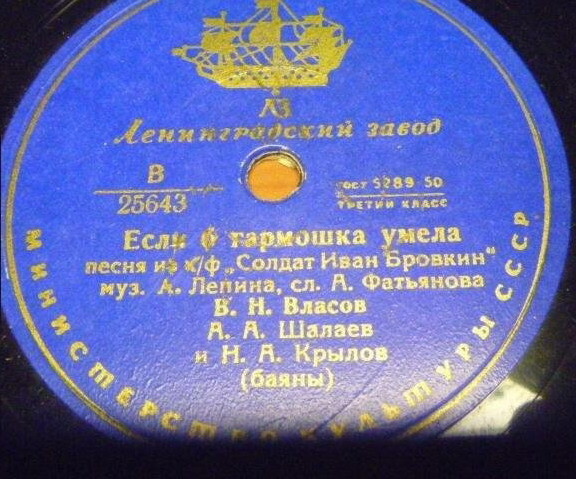 ЛЗ
Ленинградский завод
В
25643
ГОСТ 5289 50
ТРЕТИЙ КЛАСС
Если б гармошка умела
песня из к/ф „Солдат Иван Бровкин"
муз. А. Лепина, сл. А. Фатьянова
В. Н. Власов
А. А. Шалаев
и Н. А. Крылов
(баяны)
МИНИСТЕРСТВО КУЛЬТУРЫ СССР